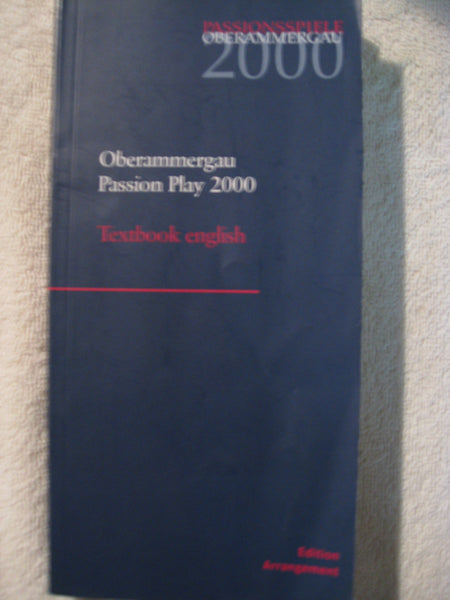 PASSIONSSPIELE
OBERAMMERGAU
2000
Oberammergau
Passion Play 2000
Textbook english
Edition
Arrangement